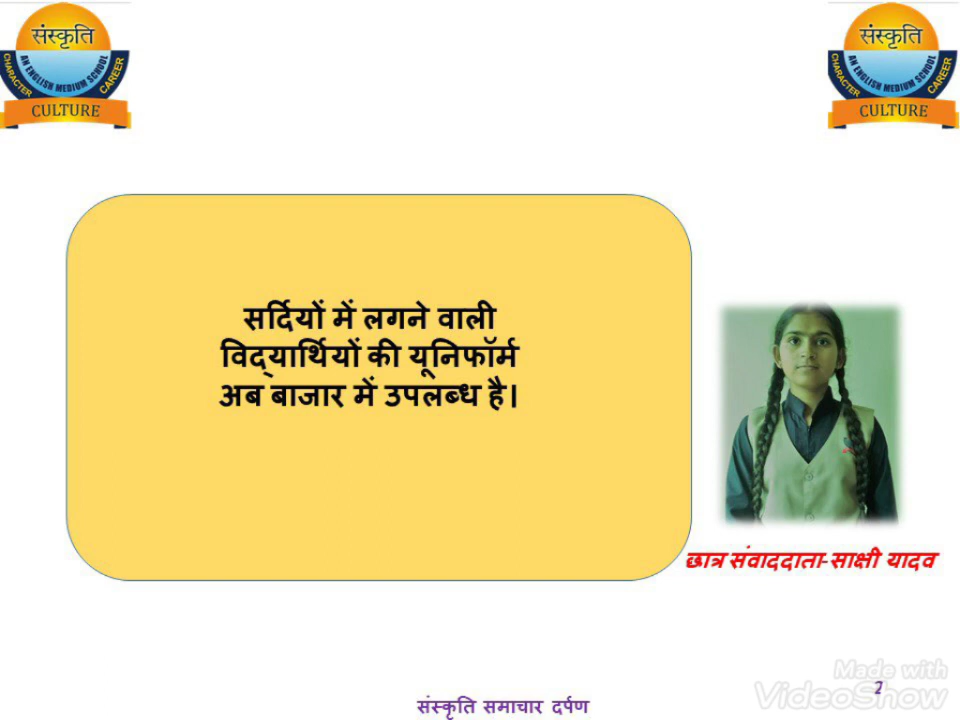 संस्कृति
AN ENGLISH MEDIUM SCHOOL
CHARACTER
CAREER
CULTURE
संस्कृति
AN ENGLISH MEDIUM SCHOOL
CHARACTER
CAREER
CULTURE
सर्दियों में लगने वाली
विद्यार्थियों की यूनिफॉर्म
अब बाजार में उपलब्ध है।
छात्र संवाददाता-साक्षी यादव
Made with
VideoShow
2
संस्कृति समाचार दर्पण